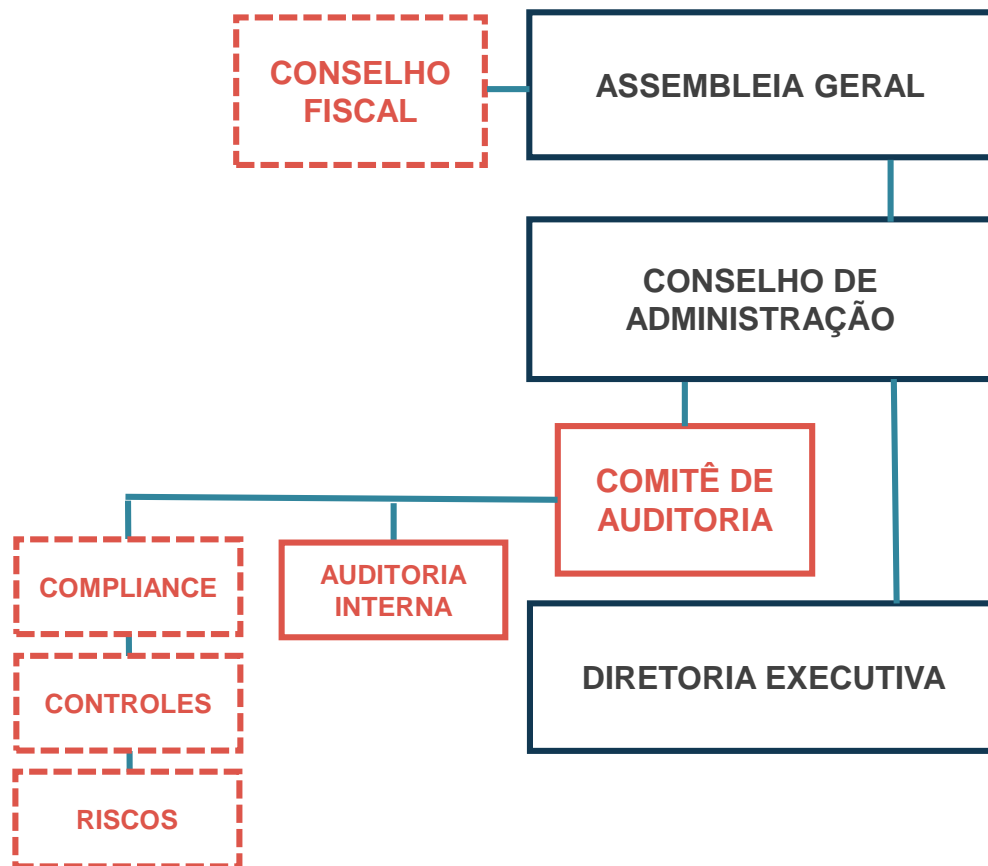 CONSELHO
FISCAL
ASSEMBLEIA GERAL
CONSELHO DE
ADMINISTRAÇÃO
COMITÊ DE
AUDITORIA
COMPLIANCE
AUDITORIA
INTERNA
DIRETORIA EXECUTIVA
CONTROLES
RISCOS